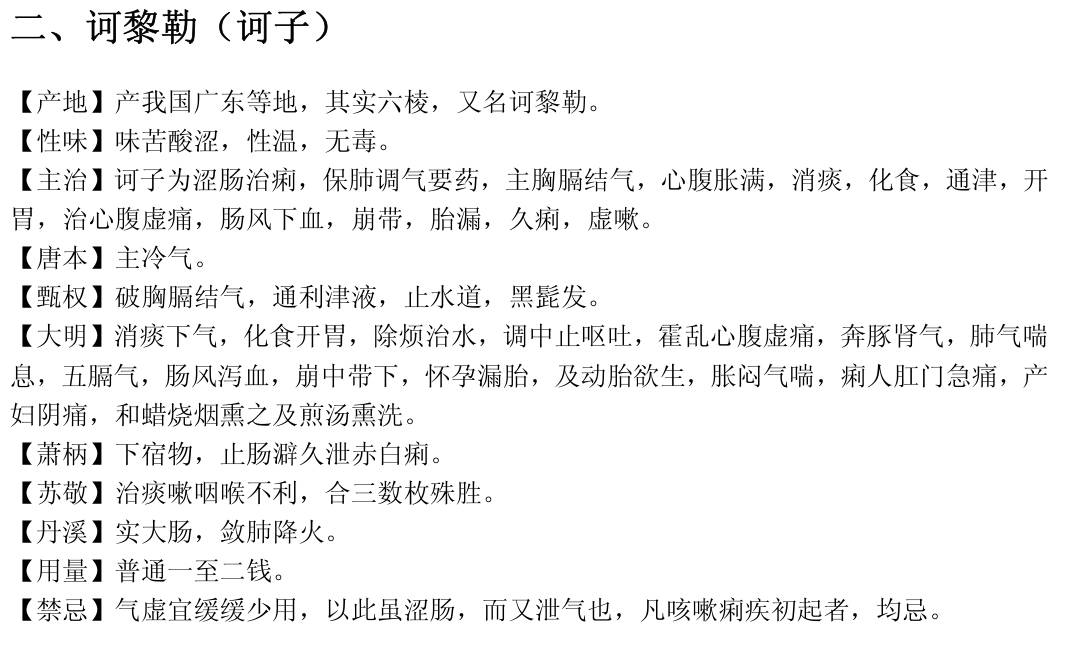 二、诃黎勒（诃子）
【产地】产我国广东等地，其实六棱，又名诃黎勒。
【性味】味苦酸涩，性温，无毒。
【主治】诃子为涩肠治痢，保肺调气要药，主胸膈结气，心腹胀满，消痰，化食，通津，开
胃，治心腹虚痛，肠风下血，崩带，胎漏，久痢，虚嗽。
【唐本】主冷气。
【甄权】破胸膈结气，通利津液，止水道，黑髭发。
【大明】消痰下气，化食开胃，除烦治水，调中止呕吐，霍乱心腹虚痛，奔豚肾气，肺气喘
息，五膈气，肠风泻血，崩中带下，怀孕漏胎，及动胎欲生，胀闷气喘，痢人肛门急痛，产
妇阴痛，和蜡烧烟熏之及煎汤熏洗。
【萧柄】下宿物，止肠澼久泄赤白痢。
【苏敬】治痰嗽咽喉不利，合三数枚殊胜。
【丹溪】实大肠，敛肺降火。
【用量】普通一至二钱。
【禁忌】气虚宜缓缓少用，以此虽涩肠，而又泄气也，凡咳嗽痢疾初起者，均忌。